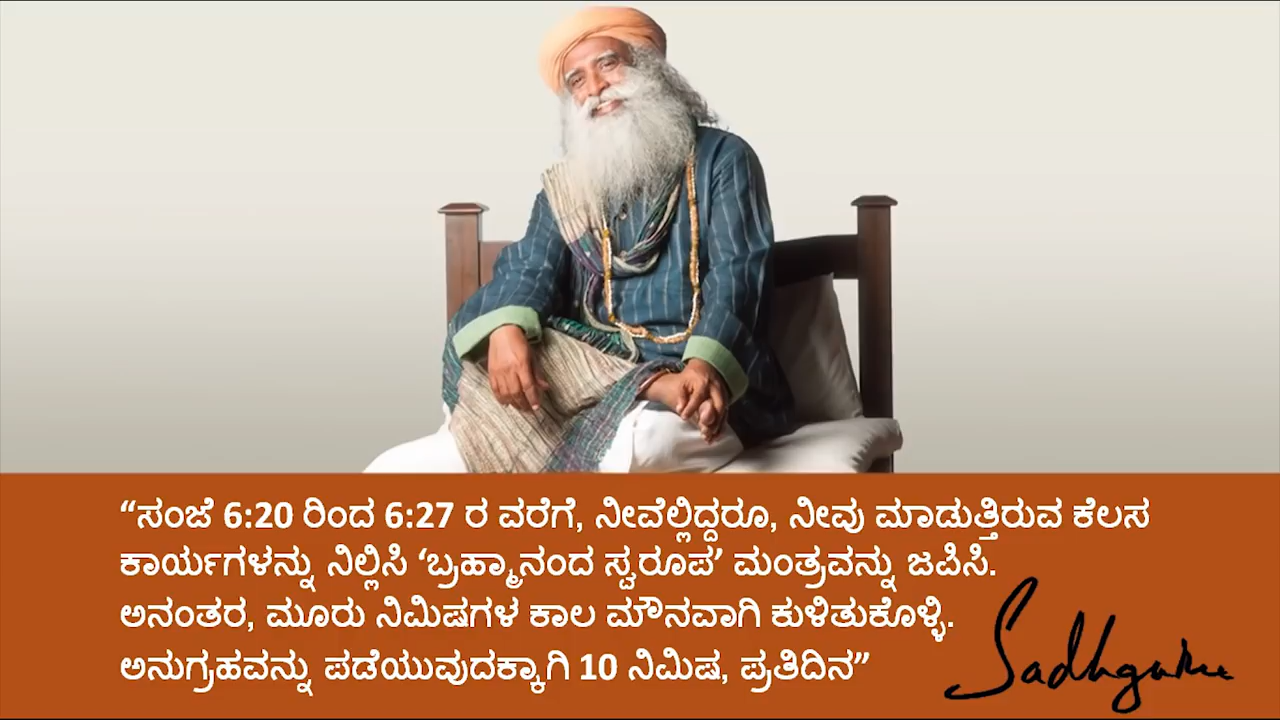 “ಸಂಜೆ 6:20 ರಿಂದ 6:27 ರ ವರೆಗೆ, ನೀವೆಲ್ಲಿದ್ದರೂ, ನೀವು ಮಾಡುತ್ತಿರುವ ಕೆಲಸ
ಕಾರ್ಯಗಳನ್ನು ನಿಲ್ಲಿಸಿ ‘ಬ್ರಹ್ಮಾನಂದ ಸ್ವರೂಪ’ ಮಂತ್ರವನ್ನು ಜಪಿಸಿ.
ಅನಂತರ, ಮೂರು ನಿಮಿಷಗಳ ಕಾಲ ಮೌನವಾಗಿ ಕುಳಿತುಕೊಳ್ಳಿ.
ಅನುಗ್ರಹವನ್ನು ಪಡೆಯುವುದಕ್ಕಾಗಿ 10 ನಿಮಿಷ, ಪ್ರತಿದಿನ”
Sadhguru